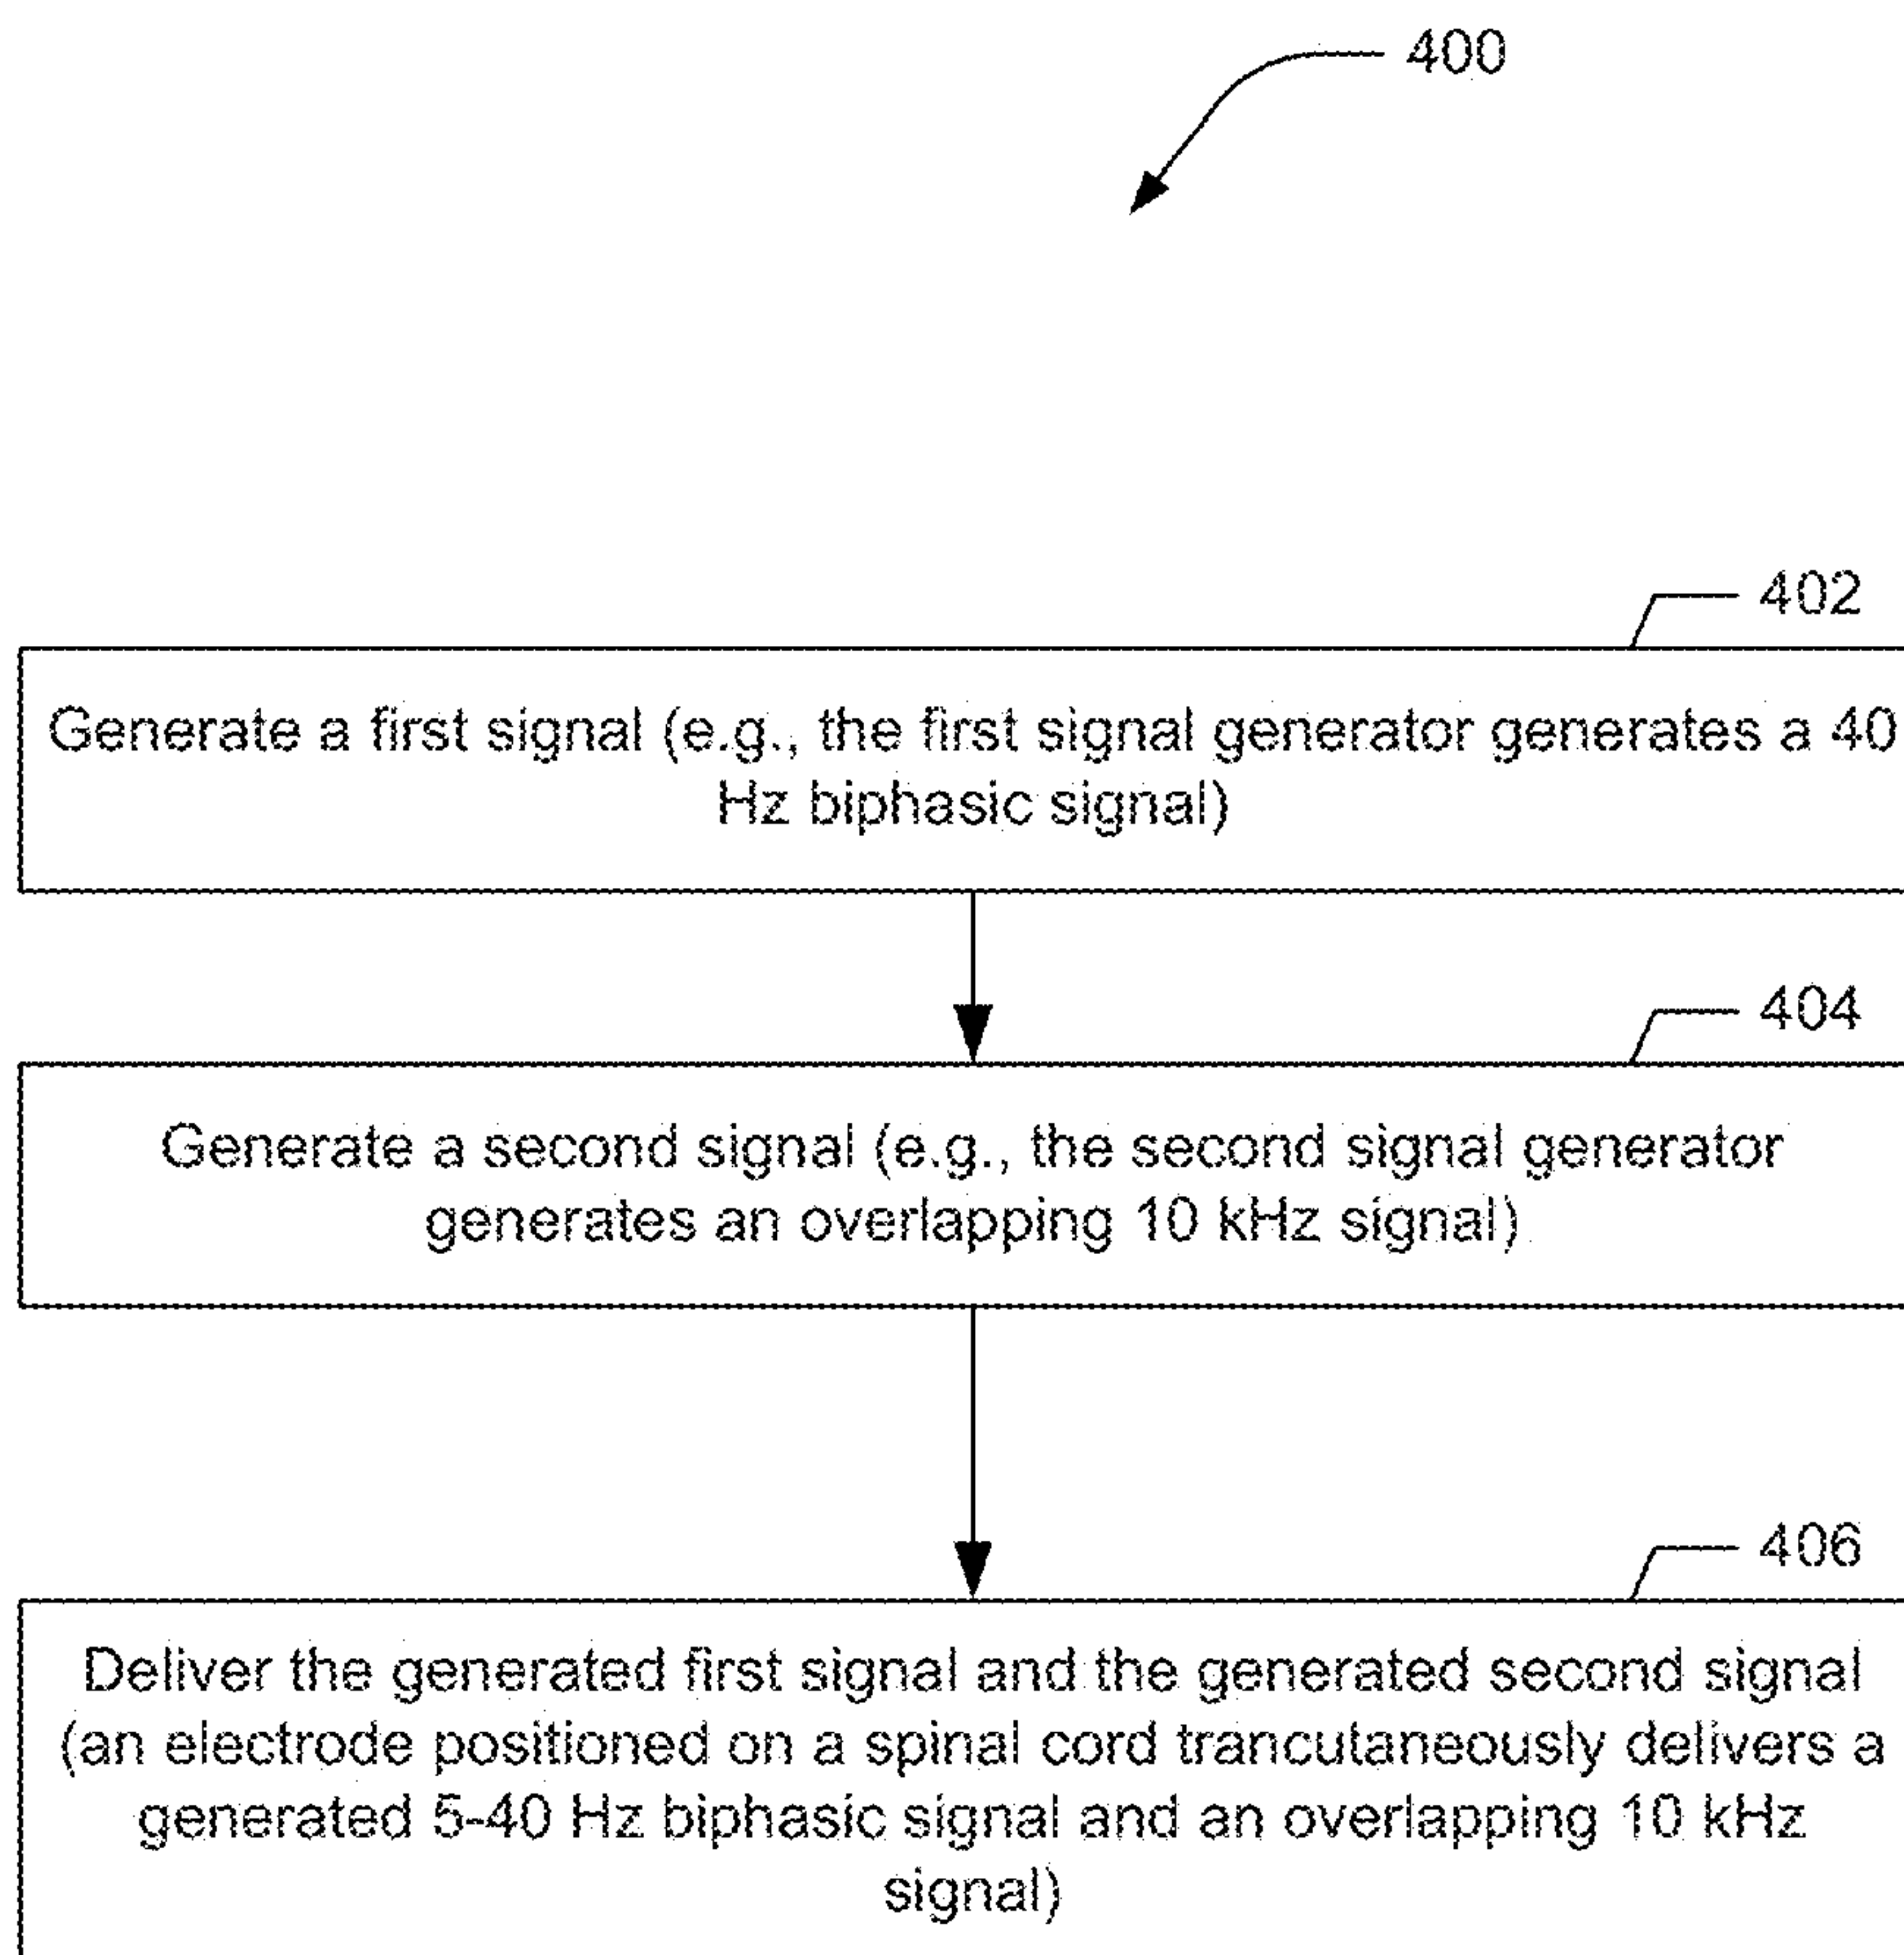 400
402
Generate a first signal (e.g., the first signal generator generates a 40
Hz biphasic signal)
404
Generate a second signal (e.g., the second signal generator
generates an overlapping 10 kHz signal)
406
Deliver the generated first signal and the generated second signal
(an electrode positioned on a spinal cord trancutaneously delivers a
generated 5-40 Hz biphasic signal and an overlapping 10 kHz
signal)